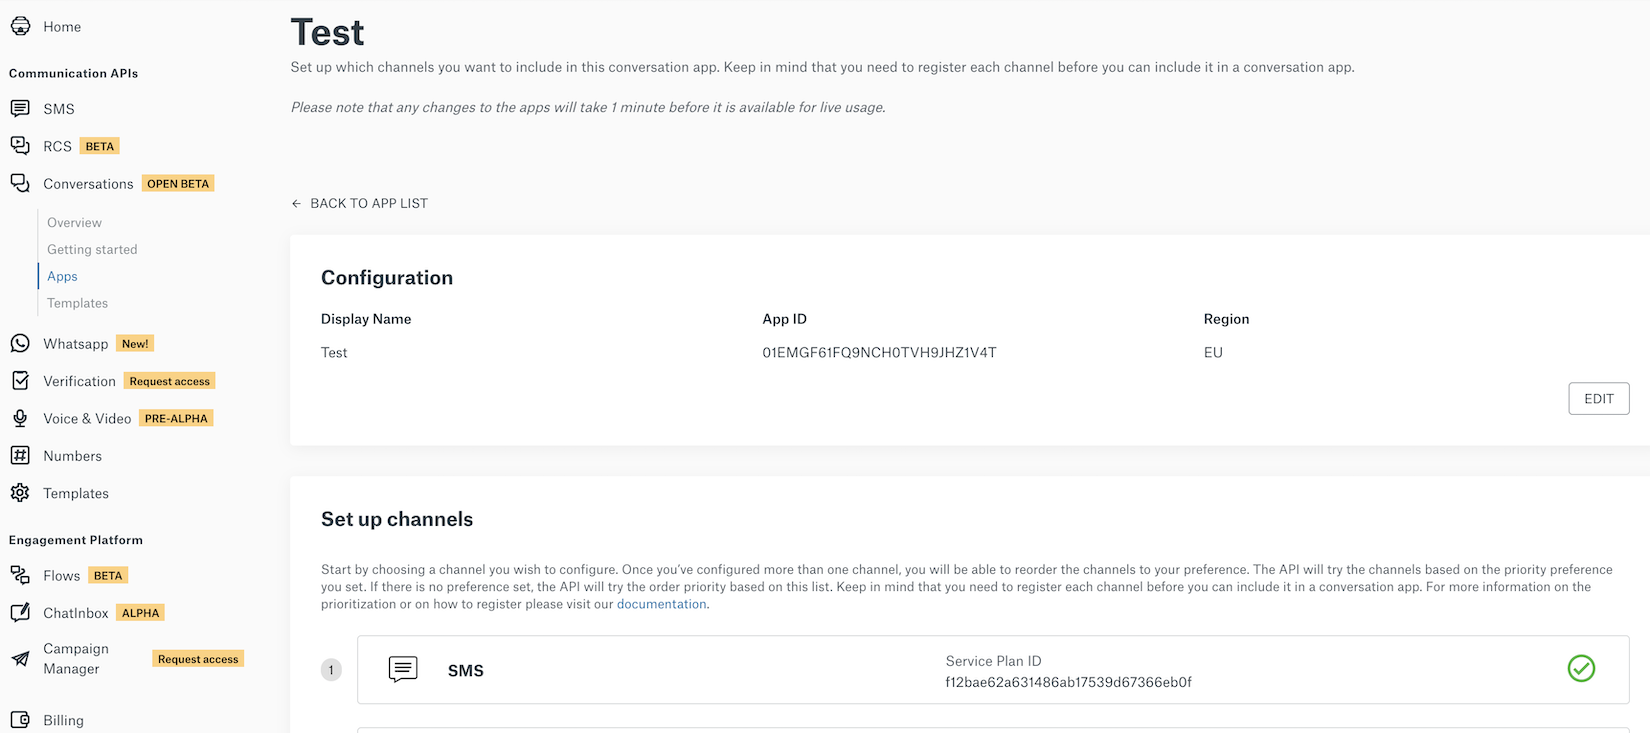 Home
Communication APIs
SMS
RCS BETA
Conversations OPEN BETA
Overview
Getting started
Apps
Templates
Whatsapp New!
Verification Request access
Voice & Video PRE-ALPHA
Numbers
Templates
Engagement Platform
Flows BETA
ChatInbox ALPHA
Campaign
Manager Request access
Billing
Test
Set up which channels you want to include in this conversation app. Keep in mind that you need to register each channel before you can include it in a conversation app.
Please note that any changes to the apps will take 1 minute before it is available for live usage.
← BACK TO APP LIST
Configuration
Display Name App ID Region
Test 01EMGF61FQ9NCH0TVH9JHZ1V4T EU
EDIT
Set up channels
Start by choosing a channel you wish to configure. Once you've configured more than one channel, you will be able to reorder the channels to your preference. The API will try the channels based on the priority preference
you set. If there is no preference set, the API will try the order priority based on this list. Keep in mind that you need to register each channel before you can include it in a conversation app. For more information on the
prioritization or on how to register please visit our documentation.
1 SMS
Service Plan ID
f12bae62a631486ab17539d67366eb0f